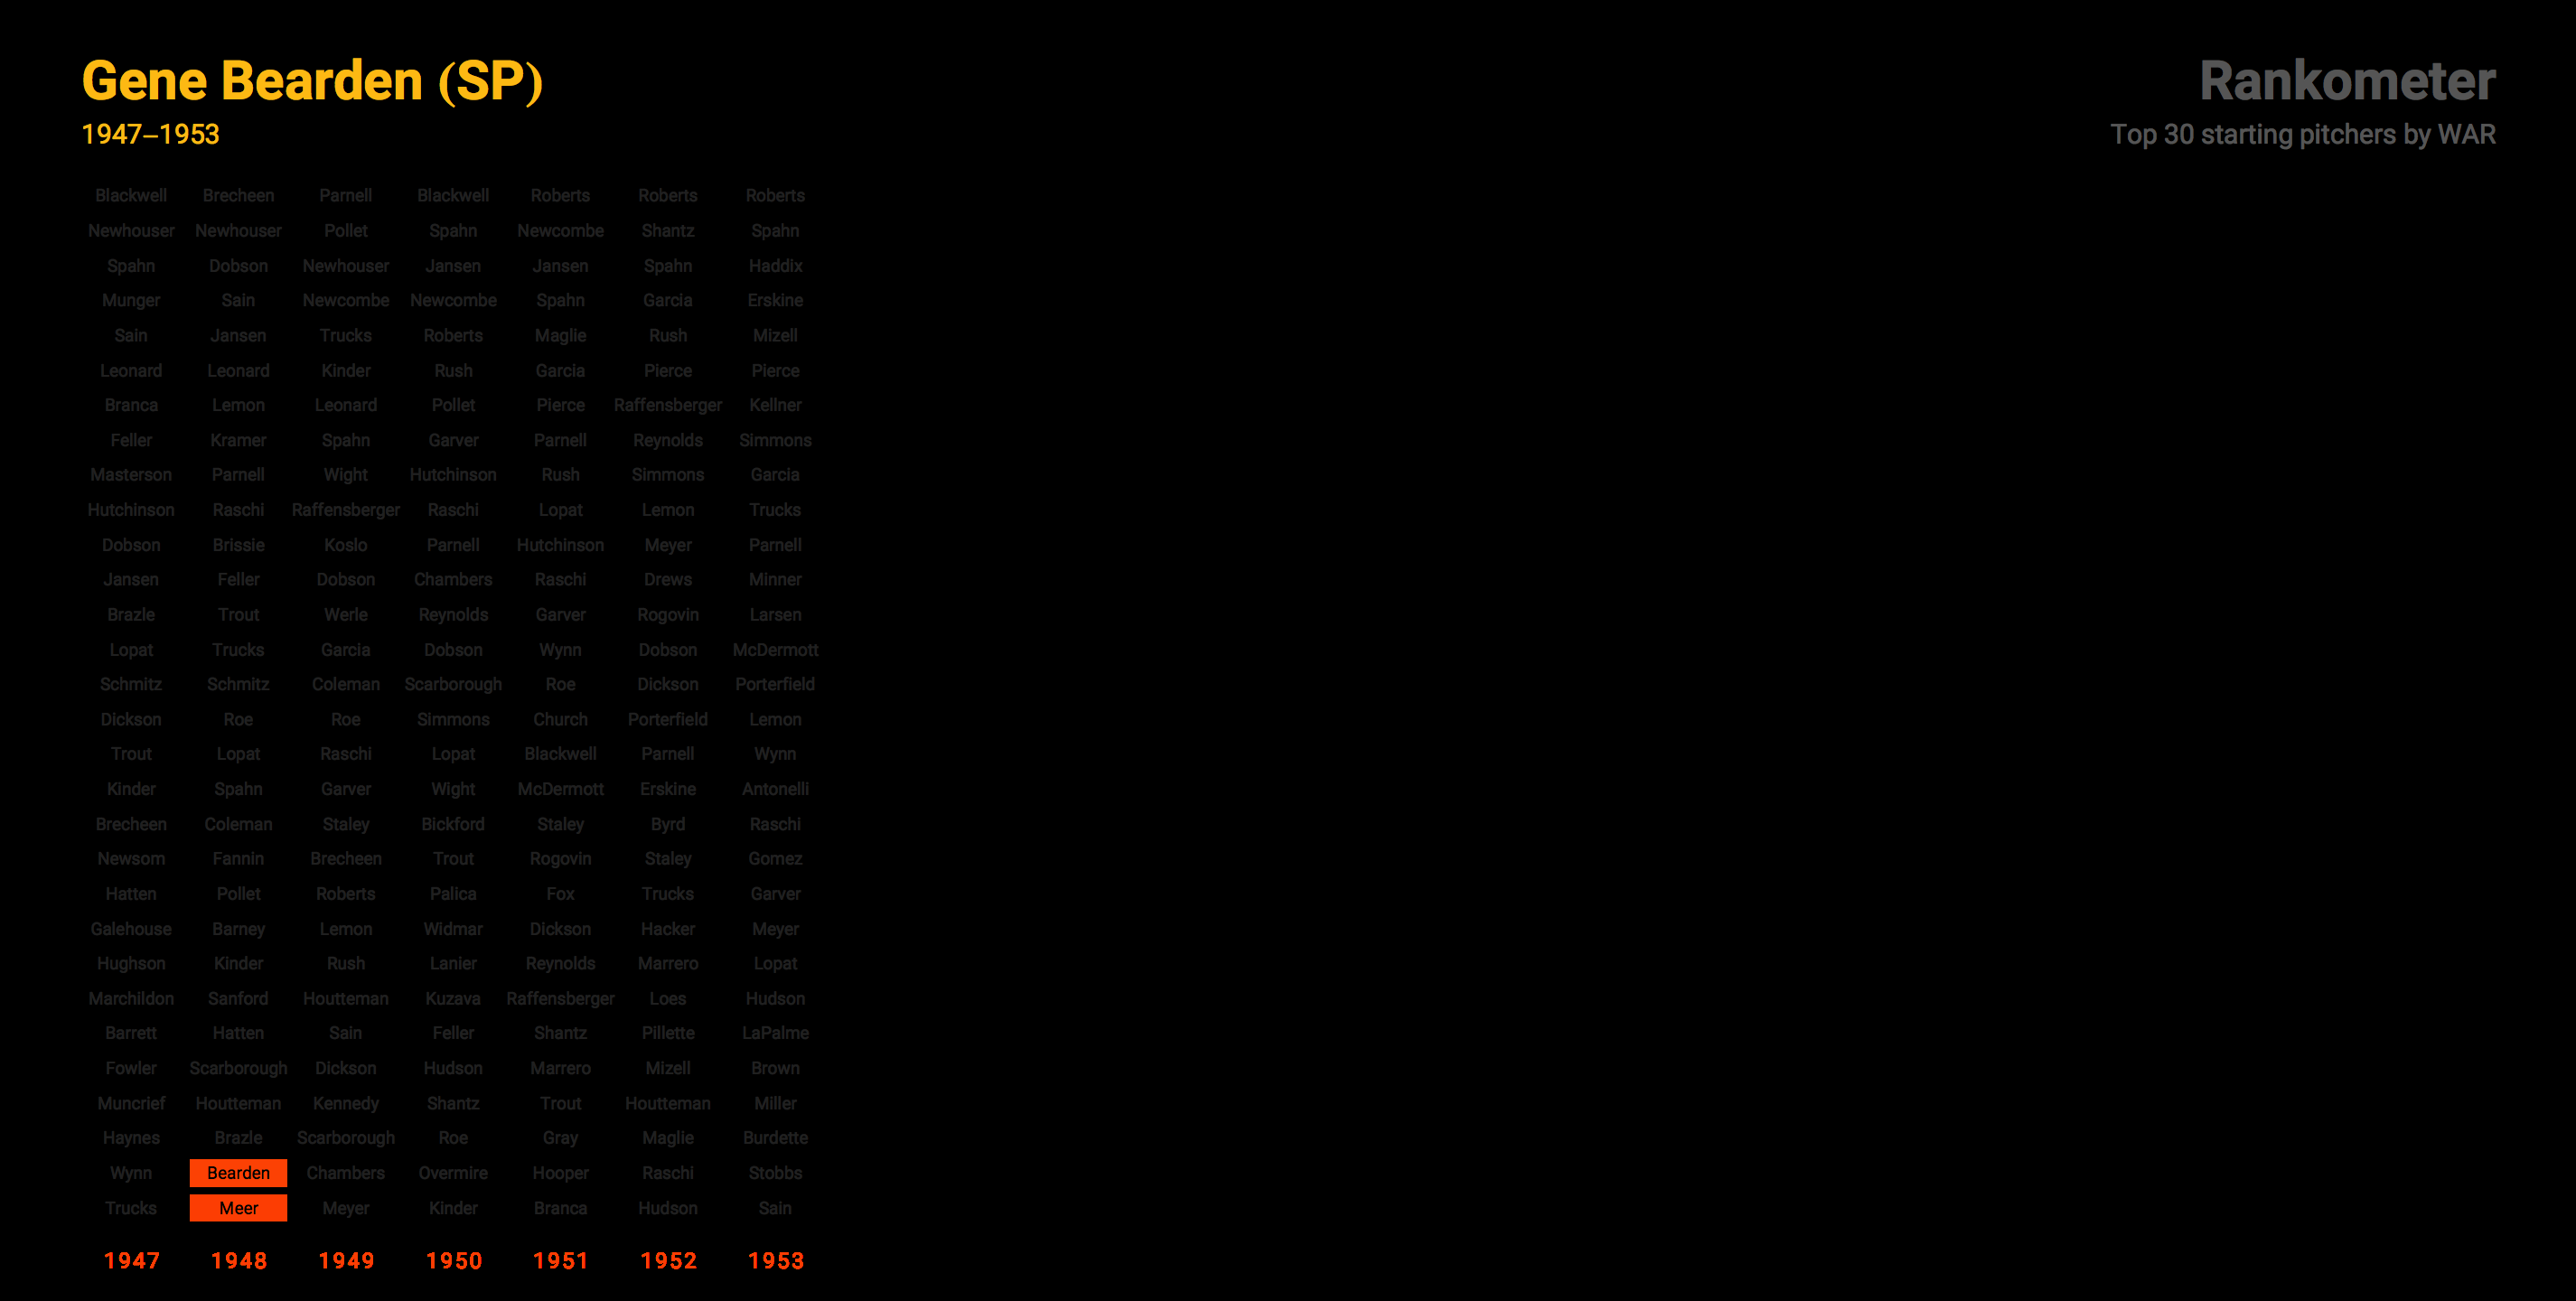 Gene Bearden (SP)
1947–1953
Rankometer
Top 30 starting pitchers by WAR
Blackwell Brecheen Parnell Blackwell Roberts Roberts Roberts
Newhouser Newhouser Pollet Spahn Newcombe Shantz Spahn
Spahn Dobson Newhouser Jansen Jansen Spahn Haddix
Munger Sain Newcombe Newcombe Spahn Garcia Erskine
Sain Jansen Trucks Roberts Maglie Rush Mizell
Leonard Leonard Kinder Rush Garcia Pierce Pierce
Branca Lemon Leonard Pollet Pierce Raffensberger Kellner
Feller Kramer Spahn Garver Parnell Reynolds Simmons
Masterson Parnell Wight Hutchinson Rush Simmons Garcia
Hutchinson Raschi Raffensberger Raschi Lopat Lemon Trucks
Dobson Brissie Koslo Parnell Hutchinson Meyer Parnell
Jansen Feller Dobson Chambers Raschi Drews Minner
Brazle Trout Werle Reynolds Garver Rogovin Larsen
Lopat Trucks Garcia Dobson Wynn Dobson McDermott
Schmitz Schmitz Coleman Scarborough Roe Dickson Porterfield
Dickson Roe Roe Simmons Church Porterfield Lemon
Trout Lopat Raschi Lopat Blackwell Parnell Wynn
Kinder Spahn Garver Wight McDermott Erskine Antonelli
Brecheen Coleman Staley Bickford Staley Byrd Raschi
Newsom Fannin Brecheen Trout Rogovin Staley Gomez
Hatten Pollet Roberts Palica Fox Trucks Garver
Galehouse Barney Lemon Widmar Dickson Hacker Meyer
Hughson Kinder Rush Lanier Reynolds Marrero Lopat
Marchildon Sanford Houtteman Kuzava Raffensberger Loes Hudson
Barrett Hatten Sain Feller Shantz Pillette LaPalme
Fowler Scarborough Dickson Hudson Marrero Mizell Brown
Muncrief Houtteman Kennedy Shantz Trout Houtteman Miller
Haynes Brazle Scarborough Roe Gray Maglie Burdette
Wynn Bearden Chambers Overmire Hooper Raschi Stobbs
Trucks Meer Meyer Kinder Branca Hudson Sain
1947 1948 1949 1950 1951 1952 1953